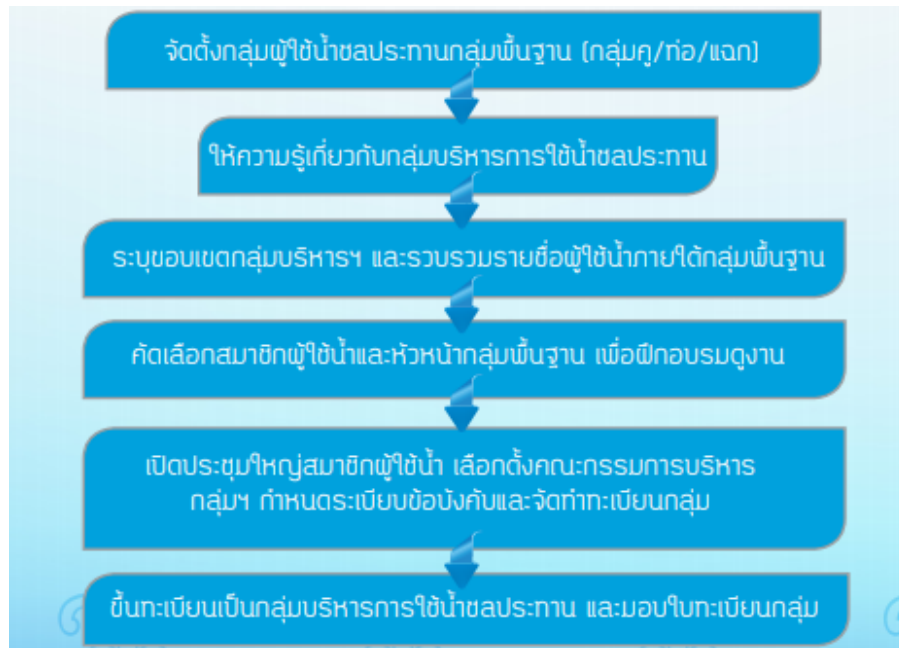 จัดตั้งกลุ่มผู้ใช้น้ำชลประทานกลุ่มพื้นฐาน (กลุ่มคู/ท่อ/แฉก)
ให้ความรู้เกี่ยวกับกลุ่มบริหารการใช้น้ำชลประทาน
ระบุขอบเขตกลุ่มบริหารฯ และรวบรวมรายชื่อผู้ใช้น้ำภายใต้กลุ่มพื้นฐาน
คัดเลือกสมาชิกผู้ใช้น้ำและหัวหน้ากลุ่มพื้นฐาน เพื่อฝึกอบรมดูงาน
เปิดประชุมใหญ่สมาชิกผู้ใช้น้ำ เลือกตั้งคณะกรรมการบริหาร
กลุ่มฯ กำหนดระเบียบข้อบังคับและจัดทำทะเบียนกลุ่ม
ขึ้นทะเบียนเป็นกลุ่มบริหารการใช้น้ำชลประทาน และมอบใบทะเบียนกลุ่ม